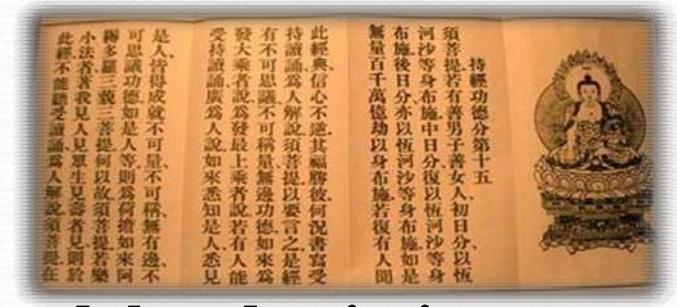 持經功德分第十五
須菩提、若有善男子善女人、初日分以恆
河沙等身布施、中日分復以恆河沙等身
布施、後日分亦以恆河沙等身布施、如是
無量百千萬億劫以身布施、若復有人聞
此經典、信心不逆、其福勝彼、何況書寫受
持讀誦、爲人解說、須菩提、以要言之、是經
有不可思議不可稱量無邊功德、如來爲
發大乘者說、爲發最上乘者說、若有人能
受持讀誦、廣爲人說、如來悉知是人、悉見
是人、皆得成就不可量、不可稱、無有邊、不
可思議功德、如是人等、則爲荷擔如來阿
耨多羅三藐三菩提、何以故、須菩提、若樂
小法者、著我見人見眾生見壽者見、則於
此經不能聽受讀誦、爲人解說、須菩提、在